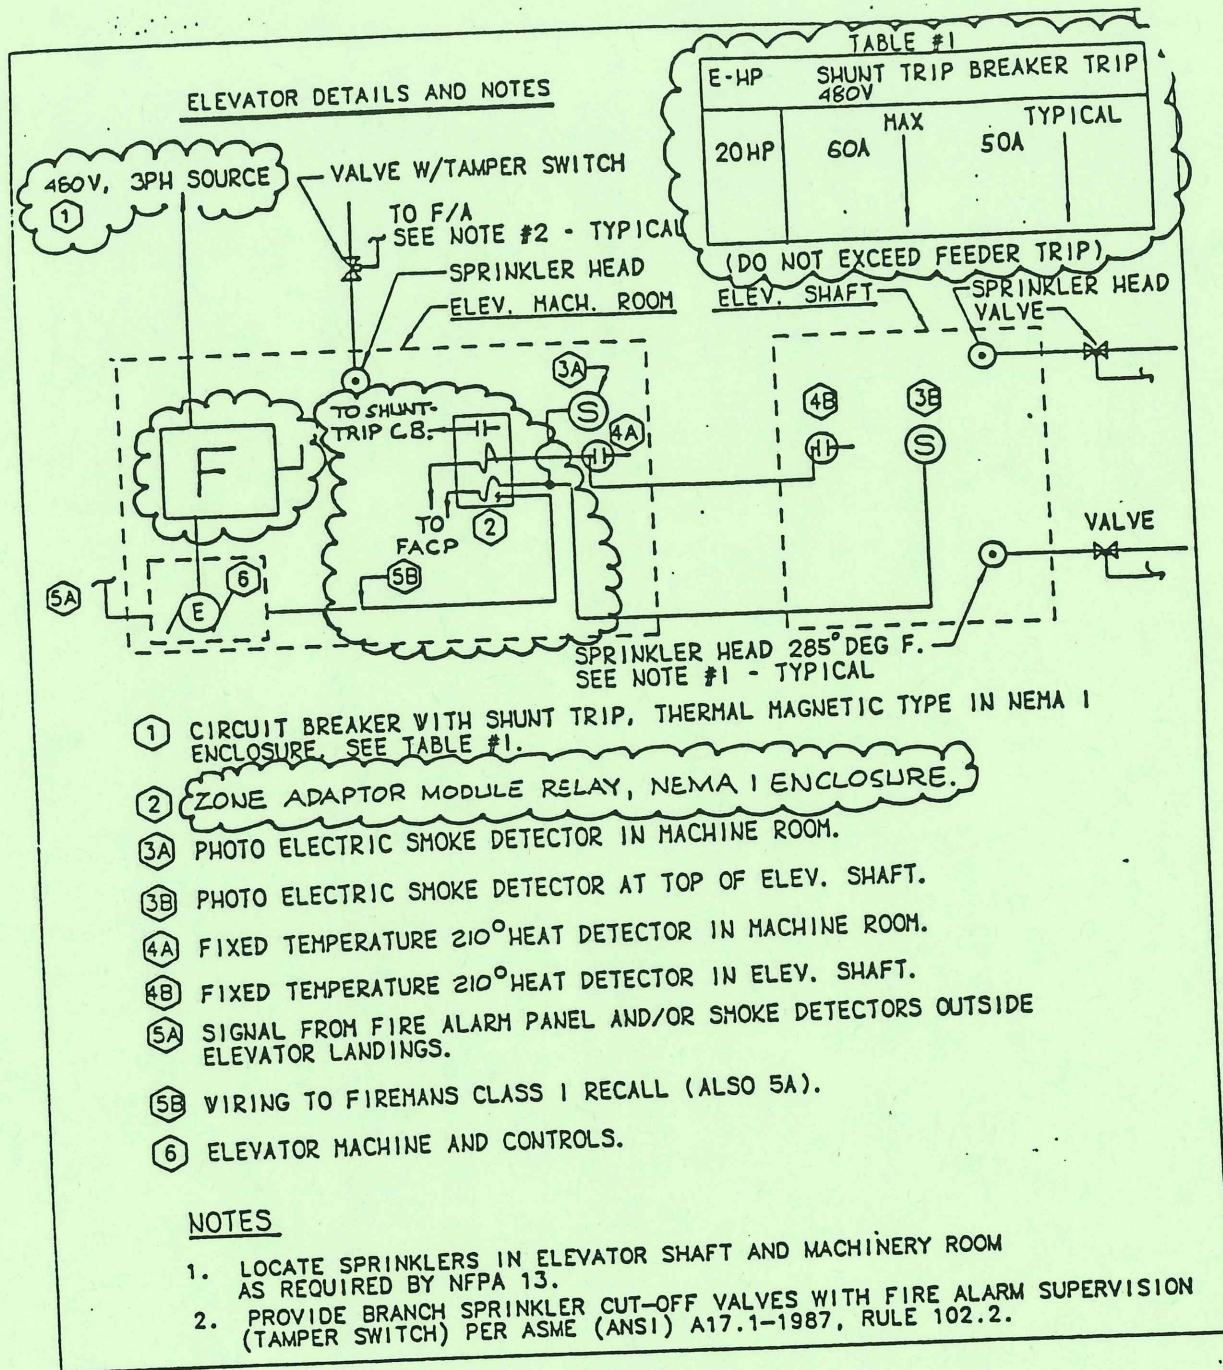 TABLE #1
E-HP SHUNT TRIP BREAKER TRIP
480V
MAX TYPICAL
20HP 60A 50A
(DO NOT EXCEED FEEDER TRIP)
ELEVATOR DETAILS AND NOTES
460V, 3PH SOURCE
1
VALVE W/TAMPER SWITCH
TO F/A
SEE NOTE #2 - TYPICAL
SPRINKLER HEAD
ELEV. MACH. ROOM
ELEV. SHAFT
SPRINKLER HEAD
VALVE
3A
S
4A
TO SHUNT-
TRIP C.B.
F
TO
FACP
2
4B
3B
S
VALVE
5A
6
E
5B
SPRINKLER HEAD 285° DEG F.
SEE NOTE #1 - TYPICAL
1 CIRCUIT BREAKER WITH SHUNT TRIP, THERMAL MAGNETIC TYPE IN NEMA 1
ENCLOSURE. SEE TABLE #1.
2 ZONE ADAPTOR MODULE RELAY, NEMA 1 ENCLOSURE.
3A PHOTO ELECTRIC SMOKE DETECTOR IN MACHINE ROOM.
3B PHOTO ELECTRIC SMOKE DETECTOR AT TOP OF ELEV. SHAFT.
4A FIXED TEMPERATURE 210° HEAT DETECTOR IN MACHINE ROOM.
4B FIXED TEMPERATURE 210° HEAT DETECTOR IN ELEV. SHAFT.
5A SIGNAL FROM FIRE ALARM PANEL AND/OR SMOKE DETECTORS OUTSIDE
ELEVATOR LANDINGS.
5B WIRING TO FIREMANS CLASS 1 RECALL (ALSO 5A).
6 ELEVATOR MACHINE AND CONTROLS.
NOTES
1. LOCATE SPRINKLERS IN ELEVATOR SHAFT AND MACHINERY ROOM
AS REQUIRED BY NFPA 13.
2. PROVIDE BRANCH SPRINKLER CUT-OFF VALVES WITH FIRE ALARM SUPERVISION
(TAMPER SWITCH) PER ASME (ANSI) A17.1-1987, RULE 102.2.